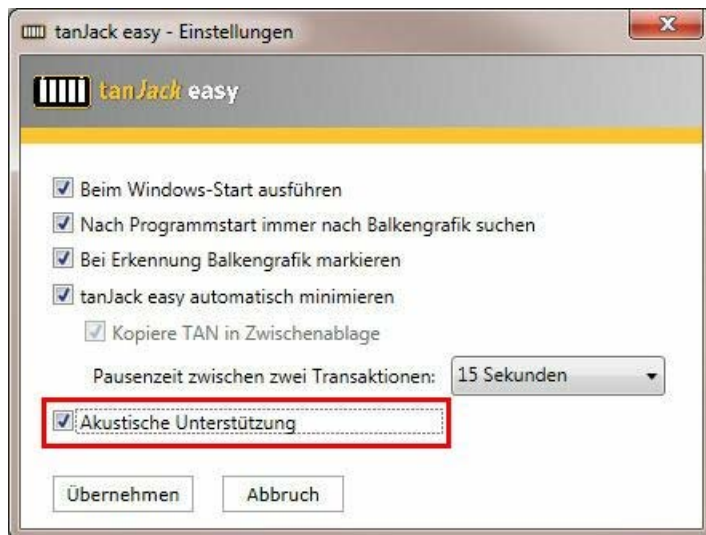 tanJack easy - Einstellungen
tanJack easy
Beim Windows-Start ausführen
Nach Programmstart immer nach Balkengrafik suchen
Bei Erkennung Balkengrafik markieren
tanJack easy automatisch minimieren
Kopiere TAN in Zwischenablage
Pausenzeit zwischen zwei Transaktionen: 15 Sekunden
Akustische Unterstützung
Übernehmen Abbruch